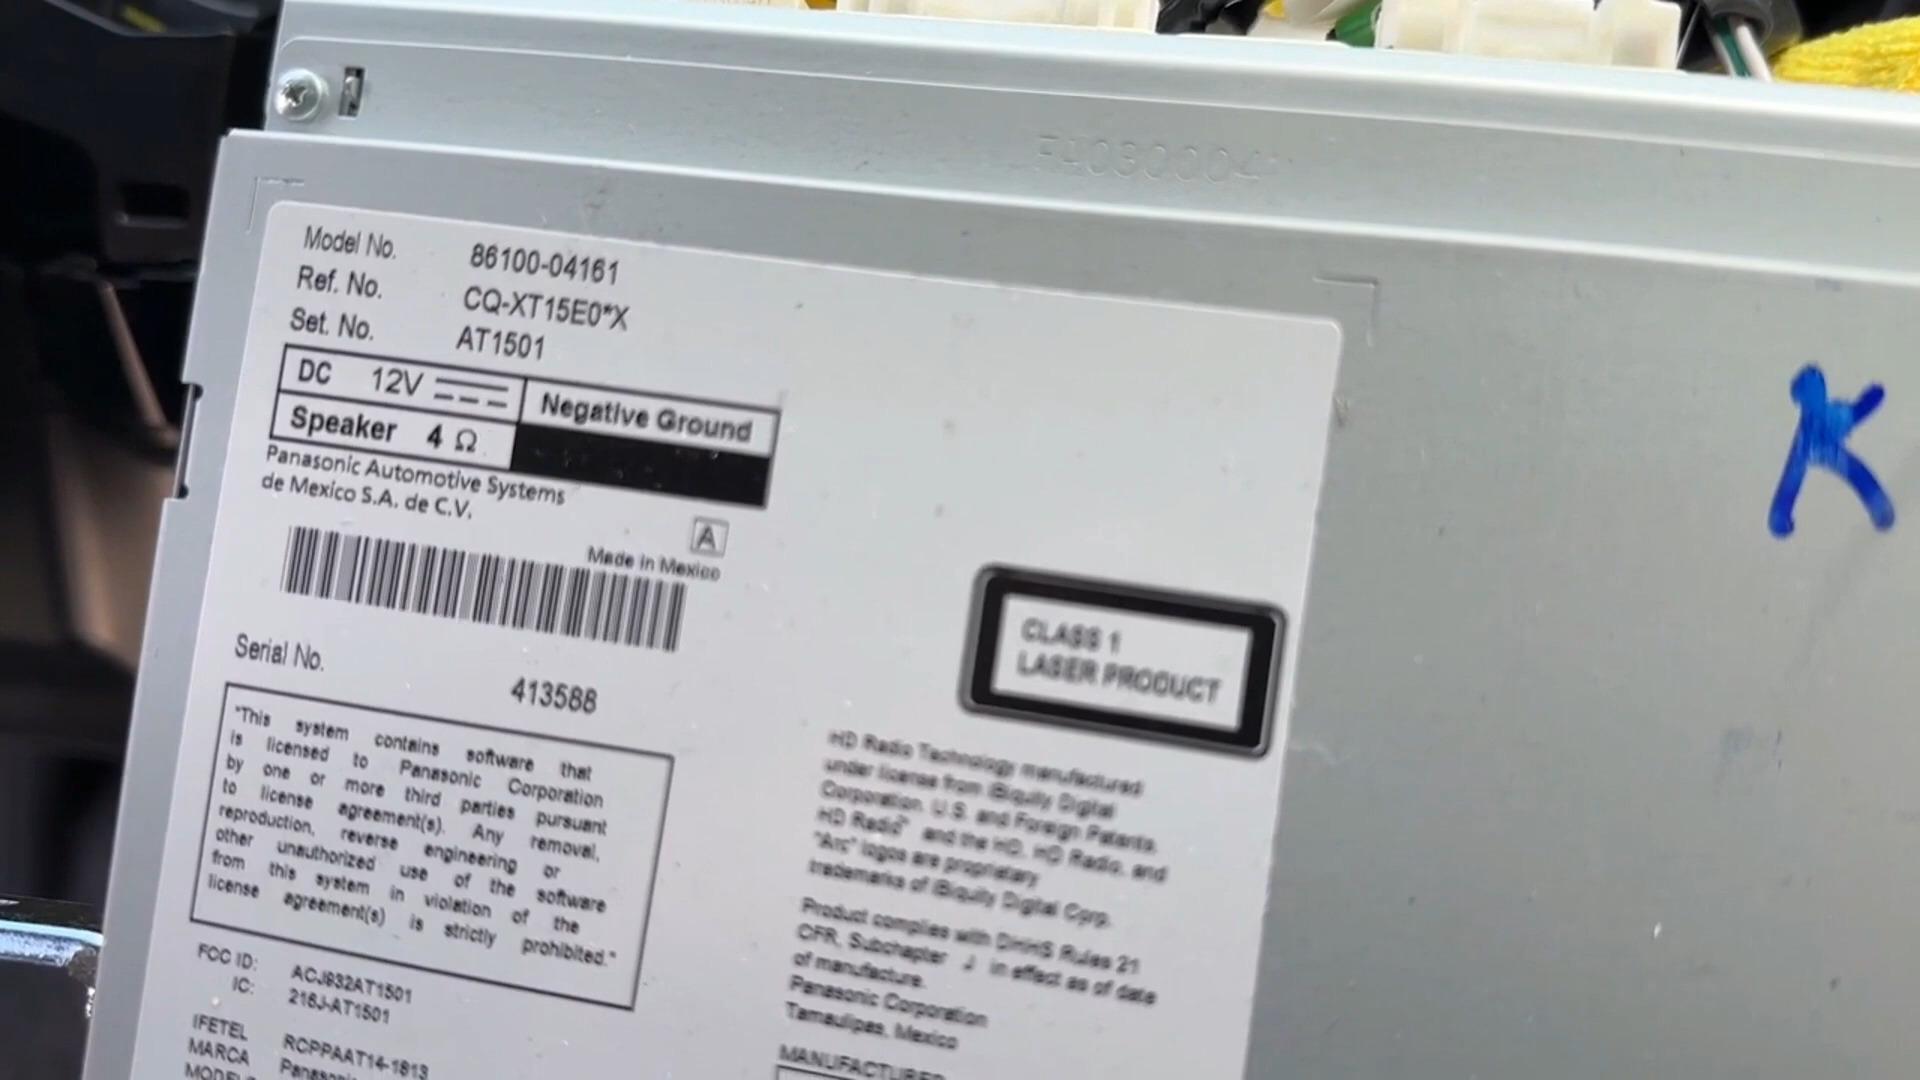 FA030004
Model No. 86100-04161
Ref. No. CQ-XT15E0*X
Set. No. AT1501
DC 12V
Negative Ground
Speaker 4 Ω
Panasonic Automotive Systems
de Mexico S.A. de C.V.
A
Made in Mexico
Serial No.
413588
"This system contains software that
is licensed to Panasonic Corporation
by one or more third parties pursuant
to license agreement(s). Any removal,
reproduction, reverse engineering or
other unauthorized use of the software
from this system in violation of the
license agreement(s) is strictly prohibited."
FCC ID: ACJ932AT1501
IC: 216J-AT1501
IFETEL RCPPAAT14-1813
MARCA Panasonic
CLASS 1
LASER PRODUCT
HD Radio Technology manufactured
under license from iBiquity Digital
Corporation. U.S. and Foreign Patents.
HD Radio™ and the HD, HD Radio, and
"Arc" logos are proprietary
trademarks of iBiquity Digital Corp.
Product complies with DHHS Rules 21
CFR, Subchapter J in effect as of date
of manufacture.
Panasonic Corporation
Tamaulipas, Mexico
MANUFACTURED
K